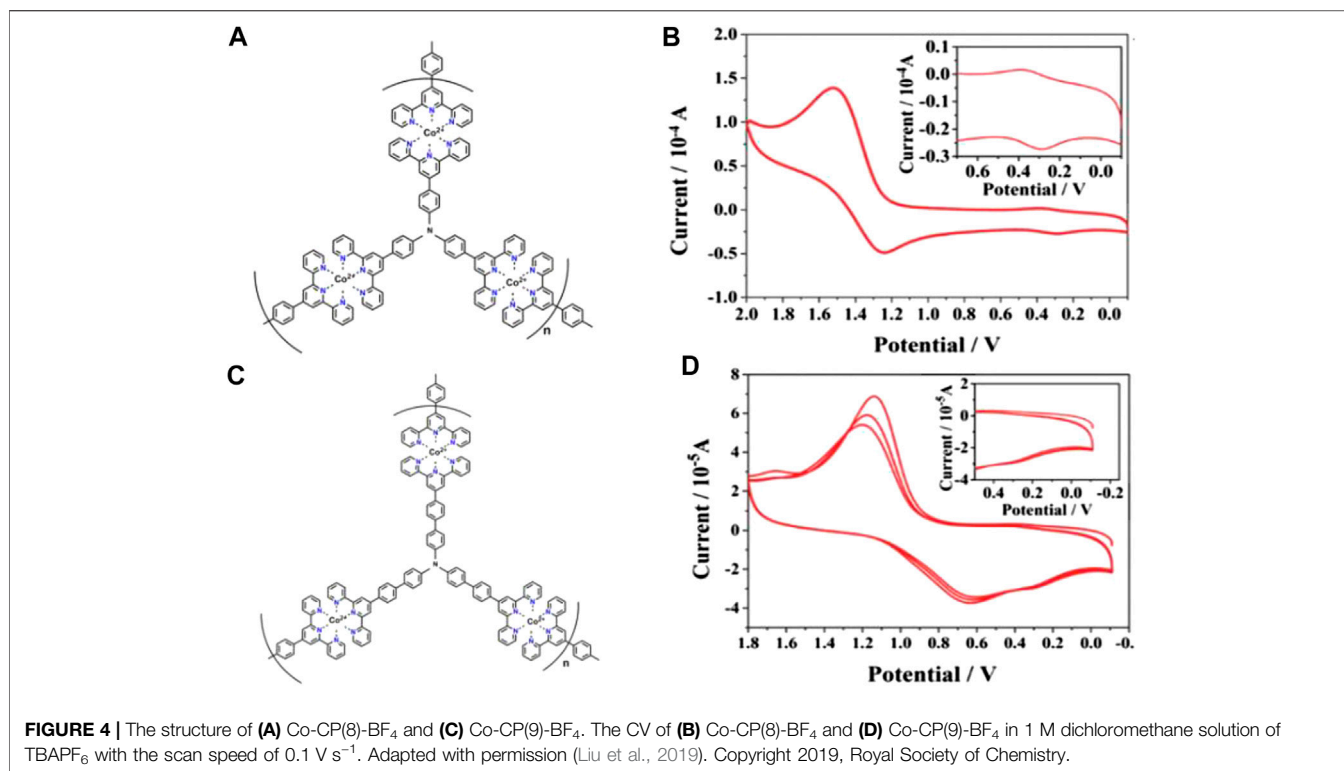 A
N
N
N
Co2+
N
N
N
N
N
N
N
Co2+
N
N
N
N
N
N
Co2+
N
N
N
n
B
2.0
1.5
1.0
0.5
0.0
-0.5
-1.0
Current / 10-4 A
2.0 1.8 1.6 1.4 1.2 1.0 0.8 0.6 0.4 0.2 0.0
Potential / V
0.1
0.0
-0.1
-0.2
-0.3
Current / 10-4A
0.6 0.4 0.2 0.0
Potential / V
C
N
N
N
Co2+
N
N
N
N
N
N
N
Co2+
N
N
N
N
N
N
Co2+
N
N
N
n
D
8
6
4
2
0
-2
-4
Current / 10-5A
1.8 1.6 1.4 1.2 1.0 0.8 0.6 0.4 0.2 0.0 -0.
Potential / V
2
0
-2
-4
Current / 10-5A
0.4 0.2 0.0 -0.2
Potential / V
FIGURE 4 | The structure of (A) Co-CP(8)-BF4 and (C) Co-CP(9)-BF4. The CV of (B) Co-CP(8)-BF4 and (D) Co-CP(9)-BF4 in 1 M dichloromethane solution of
TBAPF6 with the scan speed of 0.1 V s−1. Adapted with permission (Liu et al., 2019). Copyright 2019, Royal Society of Chemistry.